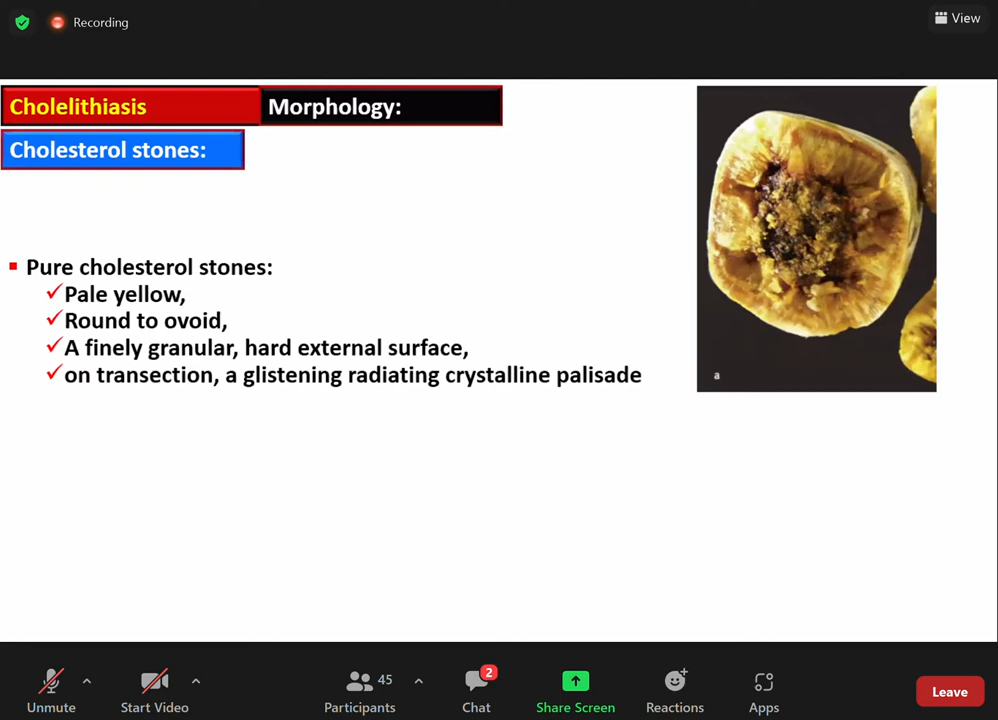 Recording
View
Cholelithiasis Morphology:
Cholesterol stones:
Pure cholesterol stones:
Pale yellow,
Round to ovoid,
A finely granular, hard external surface,
on transection, a glistening radiating crystalline palisade
a
45
2
Unmute Start Video Participants Chat Share Screen Reactions Apps Leave